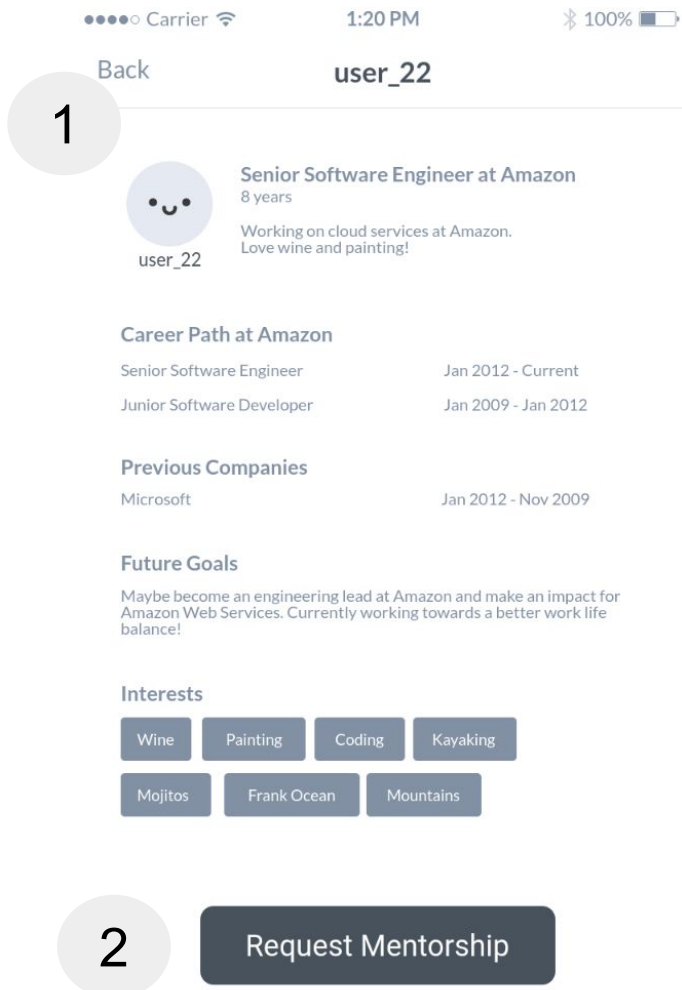 Carrier 1:20 PM 100%
Back user_22
1
Senior Software Engineer at Amazon
8 years
Working on cloud services at Amazon.
Love wine and painting!
user_22
Career Path at Amazon
Senior Software Engineer Jan 2012 - Current
Junior Software Developer Jan 2009 - Jan 2012
Previous Companies
Microsoft Jan 2012 - Nov 2009
Future Goals
Maybe become an engineering lead at Amazon and make an impact for
Amazon Web Services. Currently working towards a better work life
balance!
Interests
Wine Painting Coding Kayaking
Mojitos Frank Ocean Mountains
2 Request Mentorship